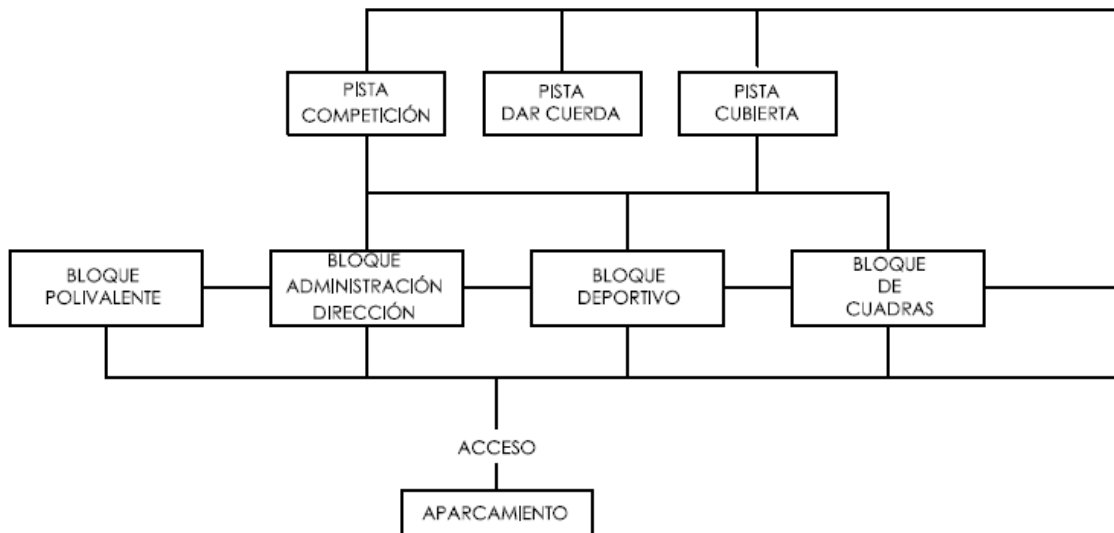 PISTA
COMPETICIÓN
PISTA
DAR CUERDA
PISTA
CUBIERTA
BLOQUE
POLIVALENTE
BLOQUE
ADMINISTRACIÓN
DIRECCIÓN
BLOQUE
DEPORTIVO
BLOQUE
DE
CUADRAS
ACCESO
APARCAMIENTO